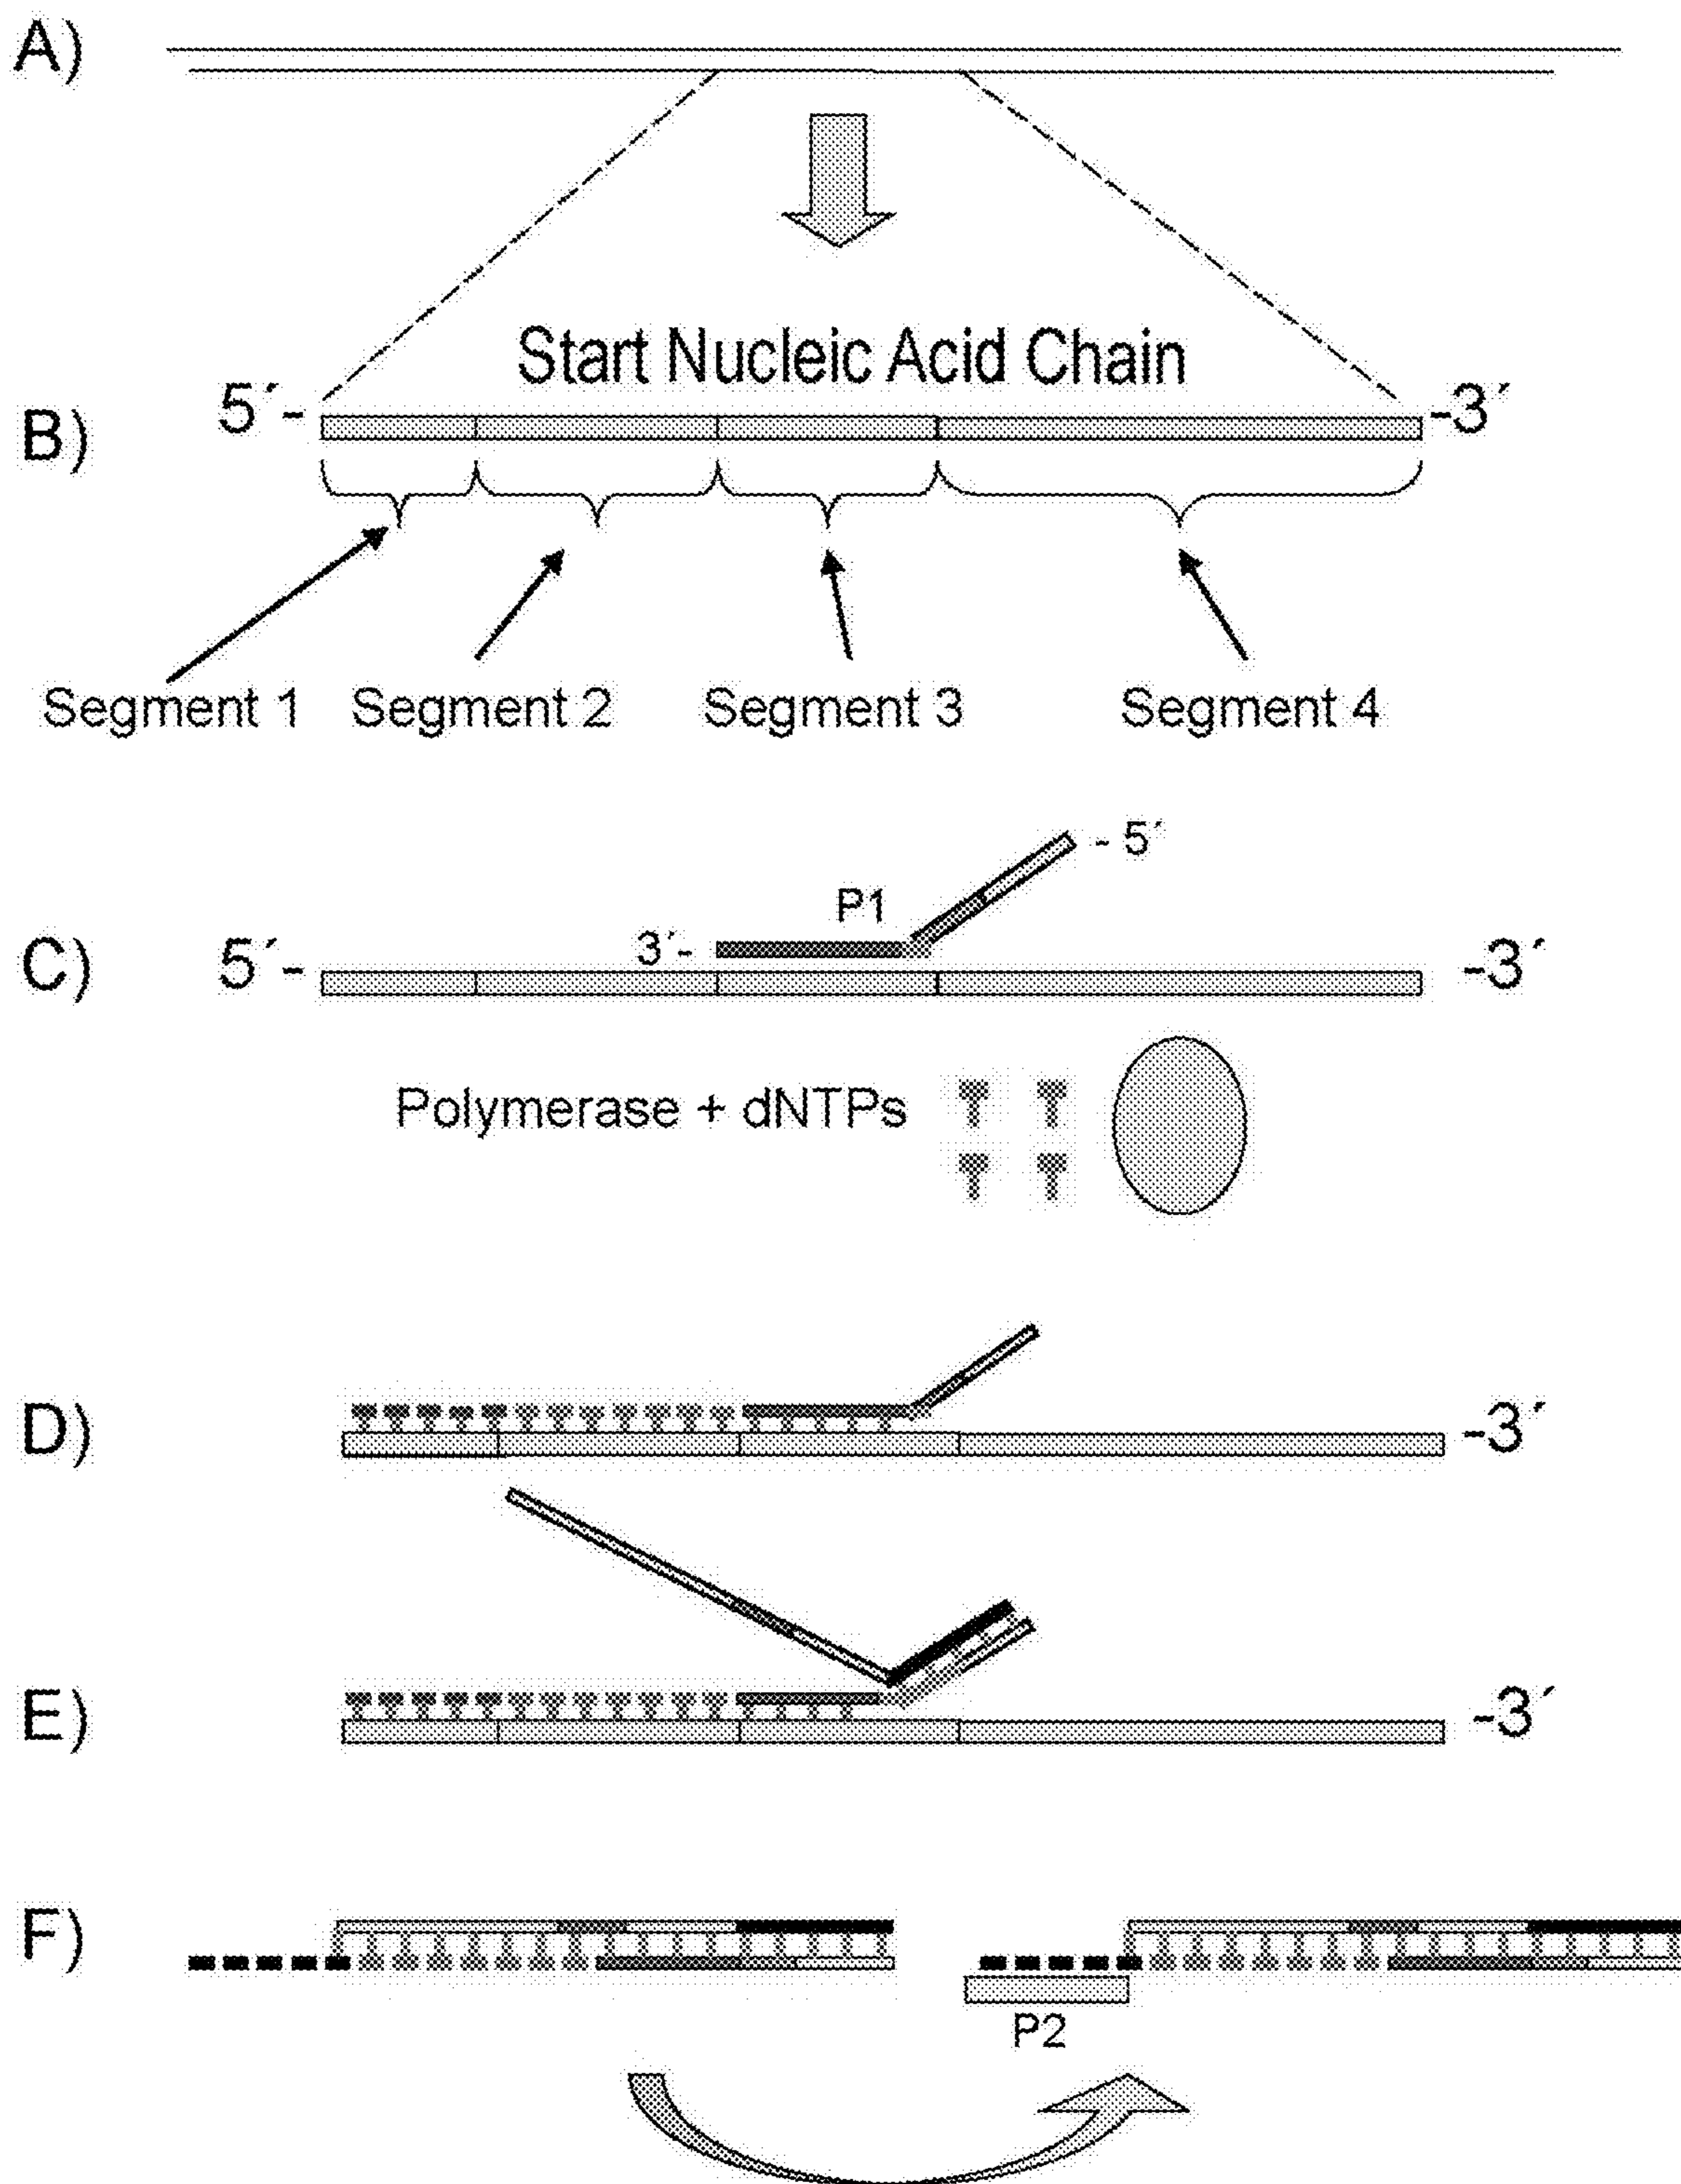 A)
Start Nucleic Acid Chain
B) 5´- -3´
Segment 1 Segment 2 Segment 3 Segment 4
- 5´
P1
3´-
C) 5´- -3´
Polymerase + dNTPs
D) -3´
E) -3´
F)
P2